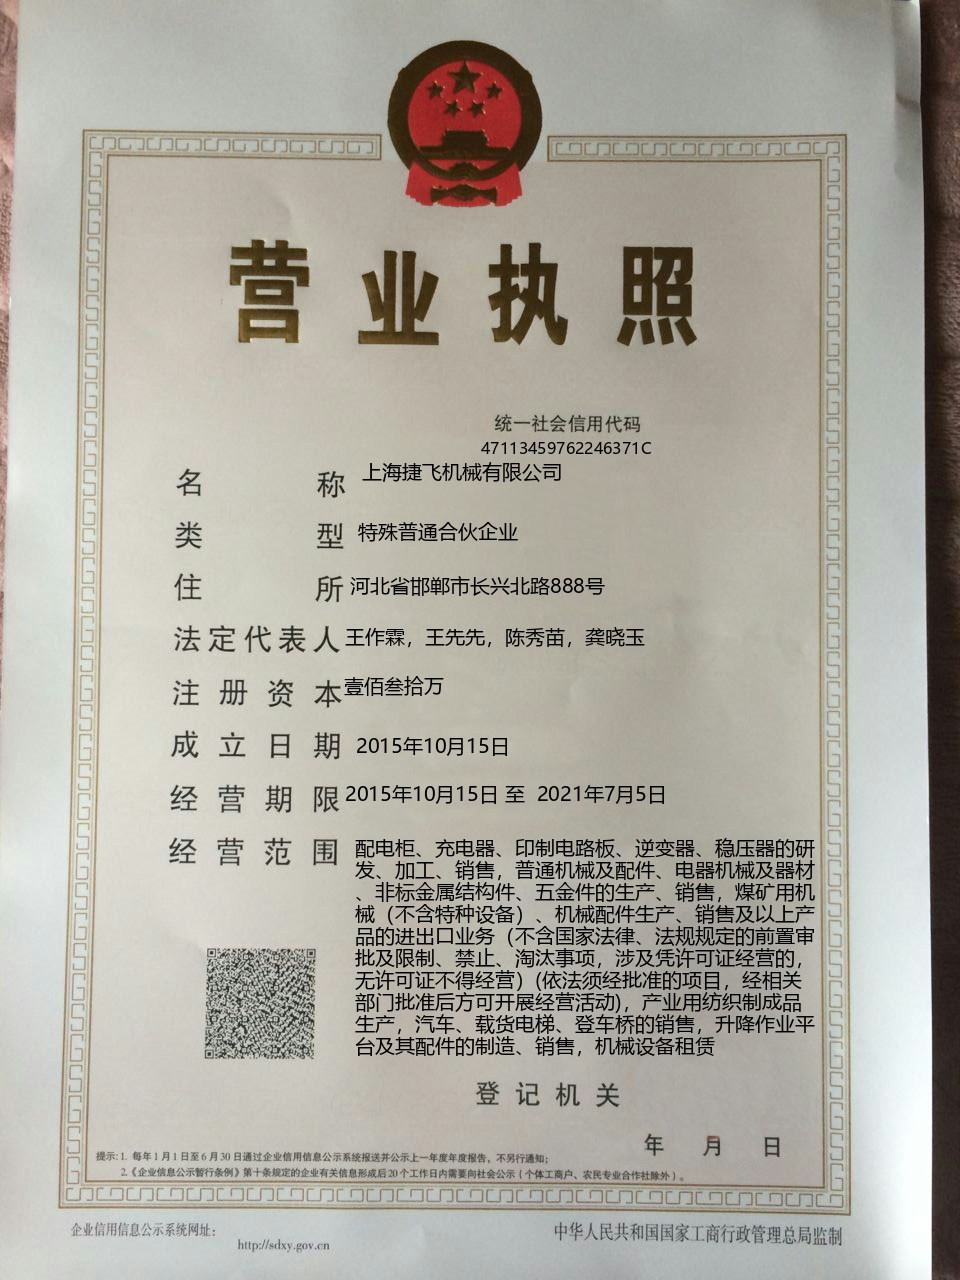 营业执照
统一社会信用代码
47113459762246371C
名称 上海捷飞机械有限公司
类型 特殊普通合伙企业
住所 河北省邯郸市长兴北路888号
法定代表人 王作霖，王先先，陈秀苗，龚晓玉
注册资本 壹佰叁拾万
成立日期 2015年10月15日
经营期限 2015年10月15日 至 2021年7月5日
经营范围 配电柜、充电器、印制电路板、逆变器、稳压器的研
发、加工、销售，普通机械及配件、电器机械及器材
、非标金属结构件、五金件的生产、销售，煤矿用机
械（不含特种设备）、机械配件生产、销售及以上产
品的进出口业务（不含国家法律、法规规定的前置审
批及限制、禁止、淘汰事项，涉及凭许可证经营的，
无许可证不得经营）(依法须经批准的项目，经相关
部门批准后方可开展经营活动)，产业用纺织制成品
生产，汽车、载货电梯、登车桥的销售，升降作业平
台及其配件的制造、销售，机械设备租赁
登记机关
年 月 日
提示：1. 每年1月1日至6月30日通过企业信用信息公示系统报送并公示上一年度年度报告，不另行通知；
2.《企业信息公示暂行条例》第十条规定的企业有关信息形成后20个工作日内需要向社会公示（个体工商户、农民专业合作社除外）。
企业信用信息公示系统网址：
http://sdxy.gov.cn
中华人民共和国国家工商行政管理总局监制